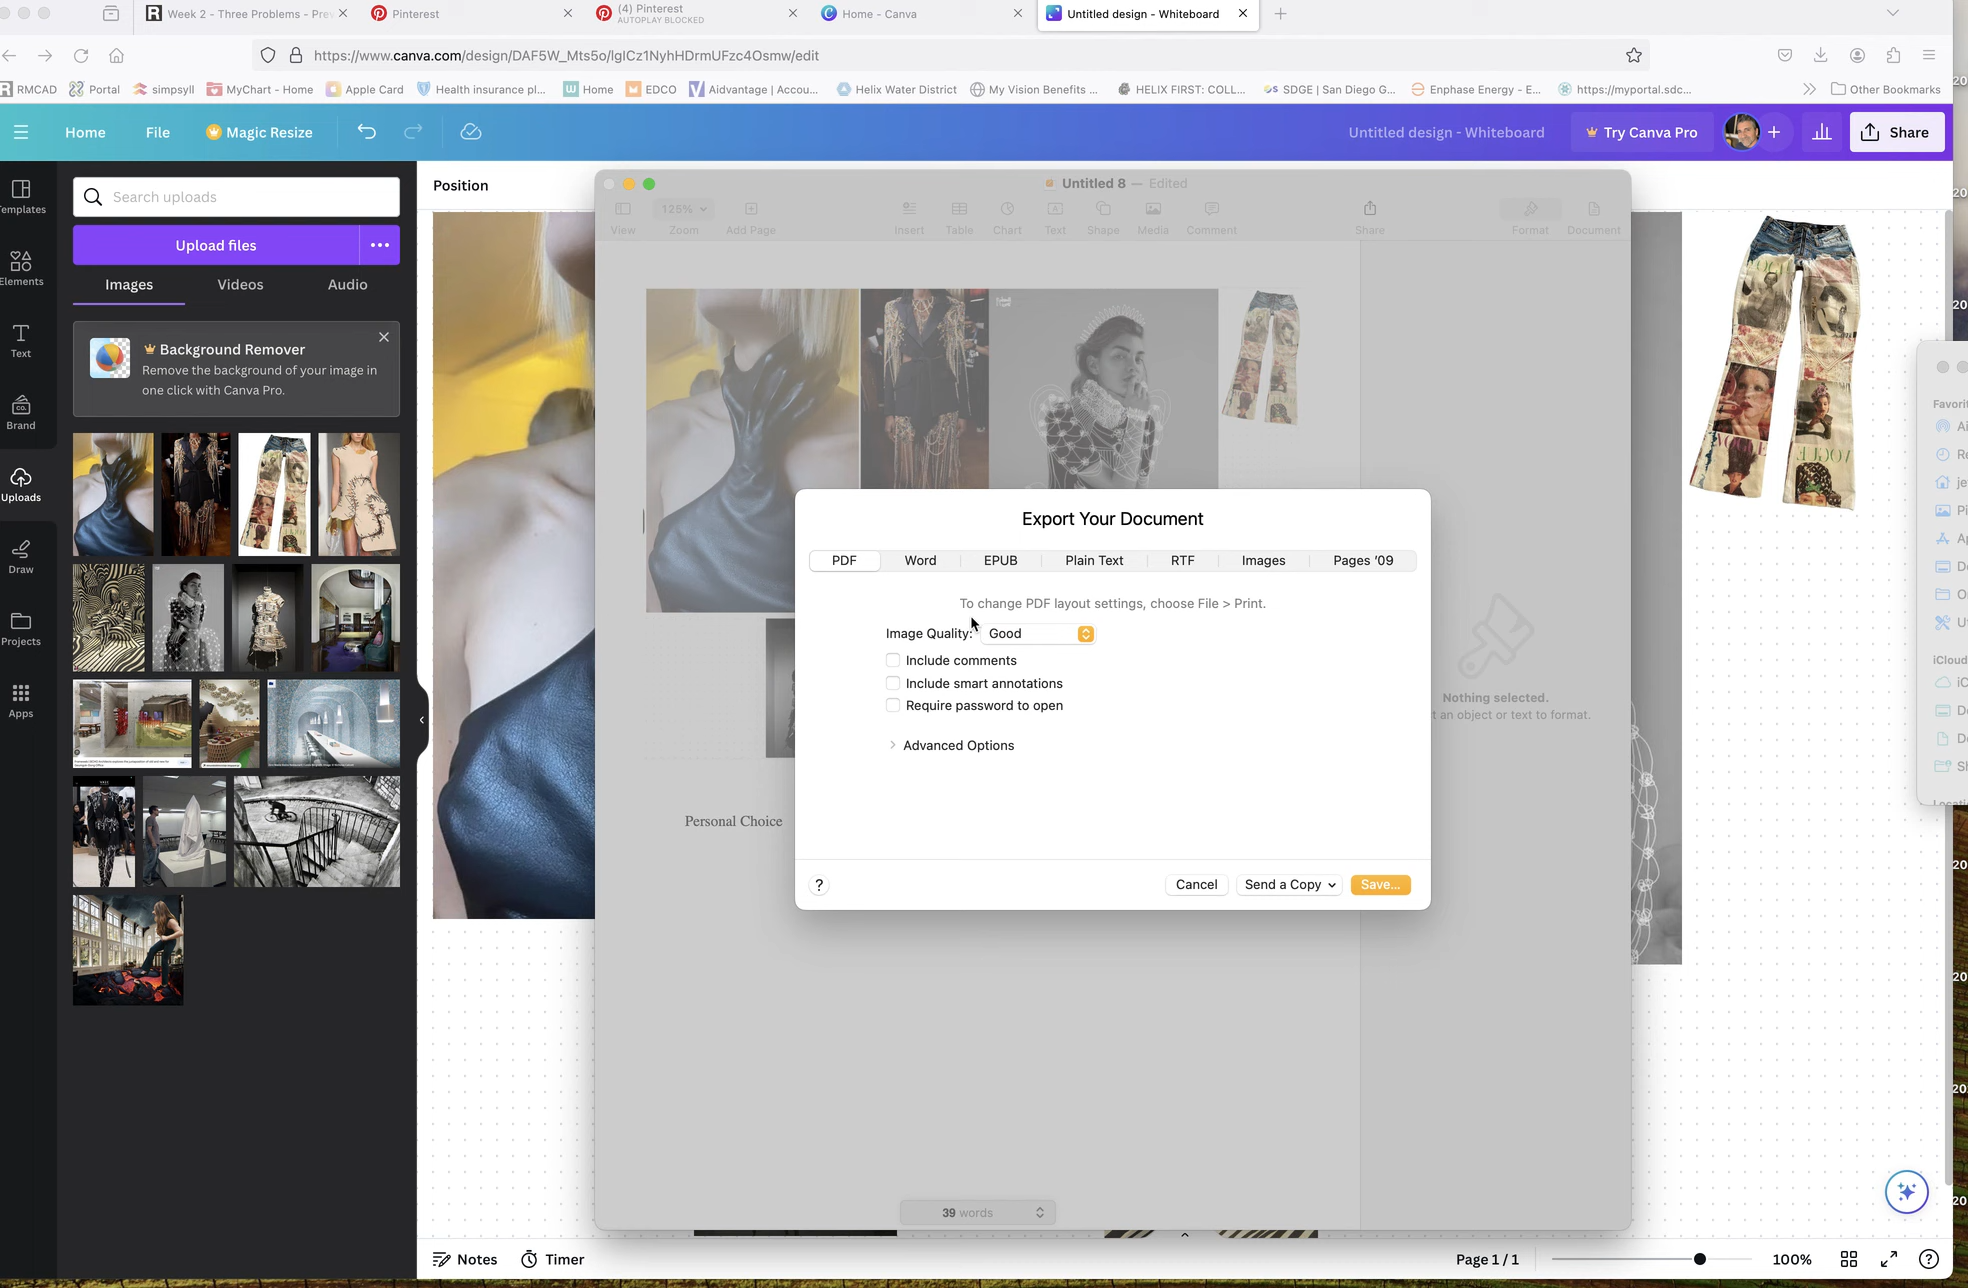 Week 2 - Three Problems - Prev
Pinterest
(4) Pinterest
AUTOPLAY BLOCKED
Home - Canva
Untitled design - Whiteboard
https://www.canva.com/design/DAF5W_Mts5o/lgICz1NyhHDrmUFzc4Osmw/edit
RMCAD
Portal
simpsyll
MyChart - Home
Apple Card
Health insurance pl...
Home
EDCO
Aidvantage | Accou...
Helix Water District
My Vision Benefits ...
HELIX FIRST: COLL...
SDGE | San Diego G...
Enphase Energy - E...
https://myportal.sdc...
Other Bookmarks
Home
File
Magic Resize
Untitled design - Whiteboard
Try Canva Pro
Share
Templates
Elements
Text
Brand
Uploads
Draw
Projects
Apps
Search uploads
Upload files
Images
Videos
Audio
Background Remover
Remove the background of your image in
one click with Canva Pro.
Position
Untitled 8 — Edited
125%
View
Zoom
Add Page
Insert
Table
Chart
Text
Shape
Media
Comment
Share
Format
Document
Export Your Document
PDF
Word
EPUB
Plain Text
RTF
Images
Pages ’09
To change PDF layout settings, choose File > Print.
Image Quality:
Good
Include comments
Include smart annotations
Require password to open
Advanced Options
?
Cancel
Send a Copy
Save...
Personal Choice
Nothing selected.
t an object or text to format.
39 words
VOGUE
Favori
iCloud
Notes
Timer
Page 1 / 1
100%